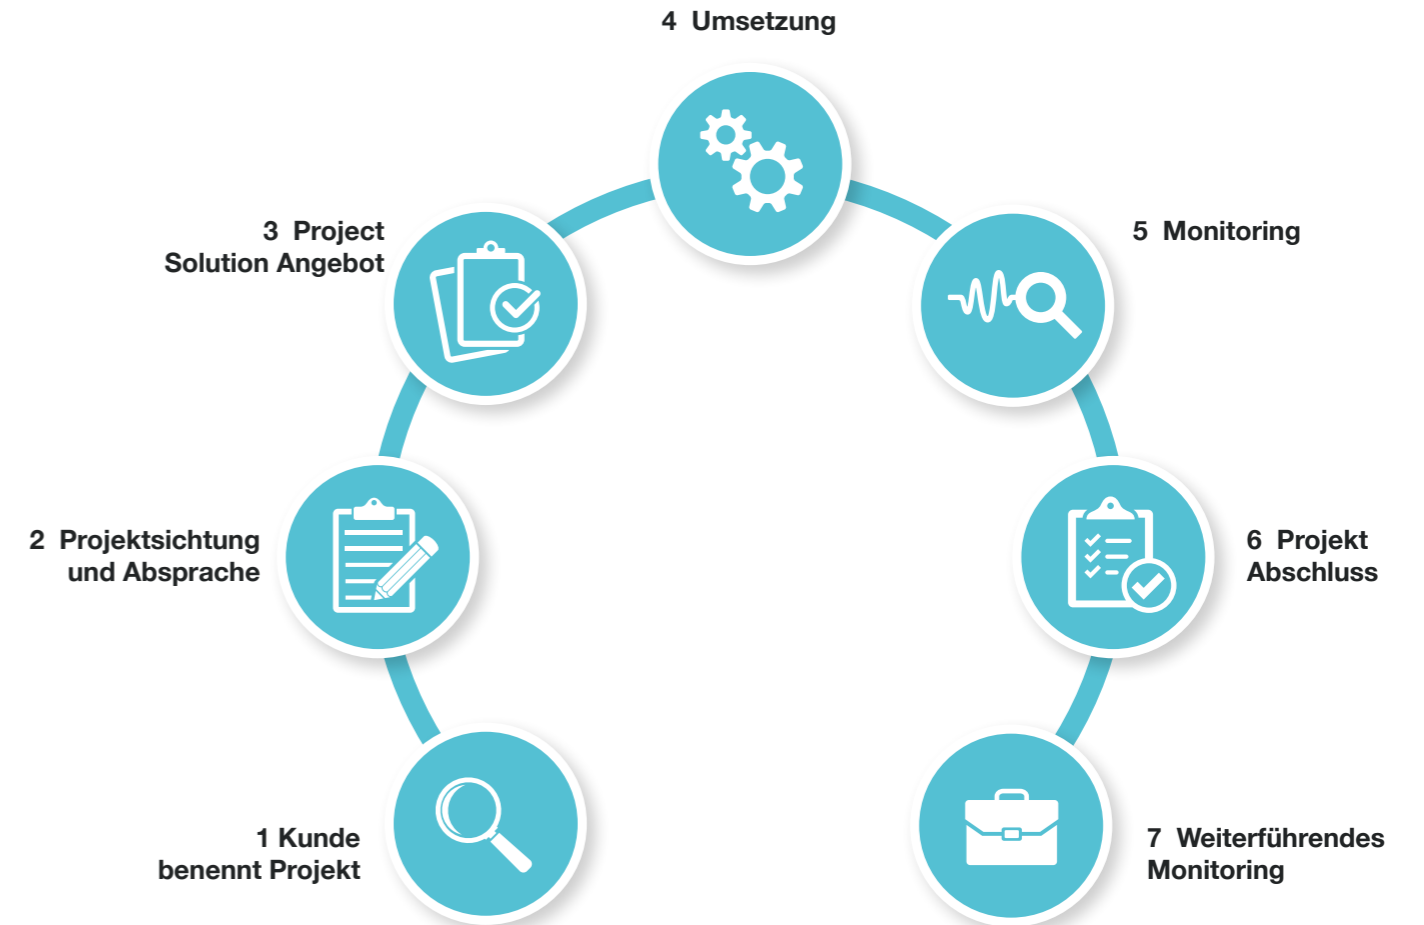 4 Umsetzung
3 Project
Solution Angebot
5 Monitoring
2 Projektsichtung
und Absprache
6 Projekt
Abschluss
1 Kunde
benennt Projekt
7 Weiterführendes
Monitoring